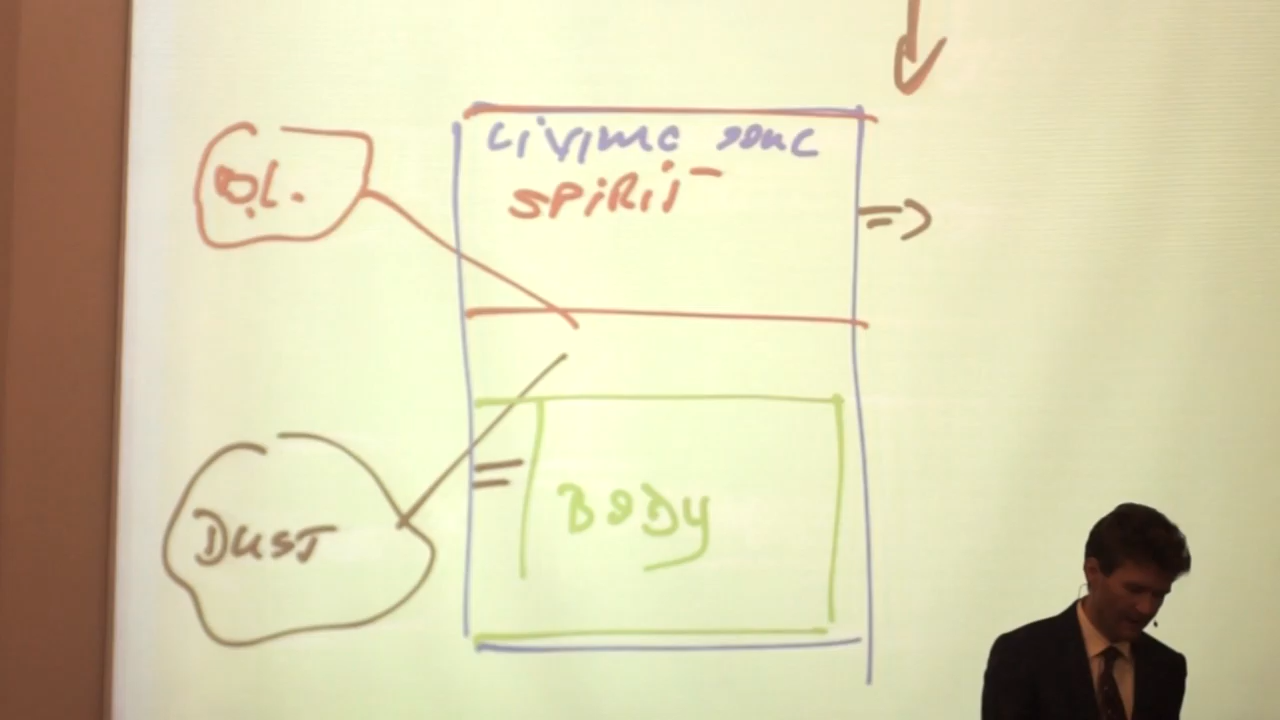 LIVING SOUL
SPIRIT
O.L.
=>
DUST
=
BODY